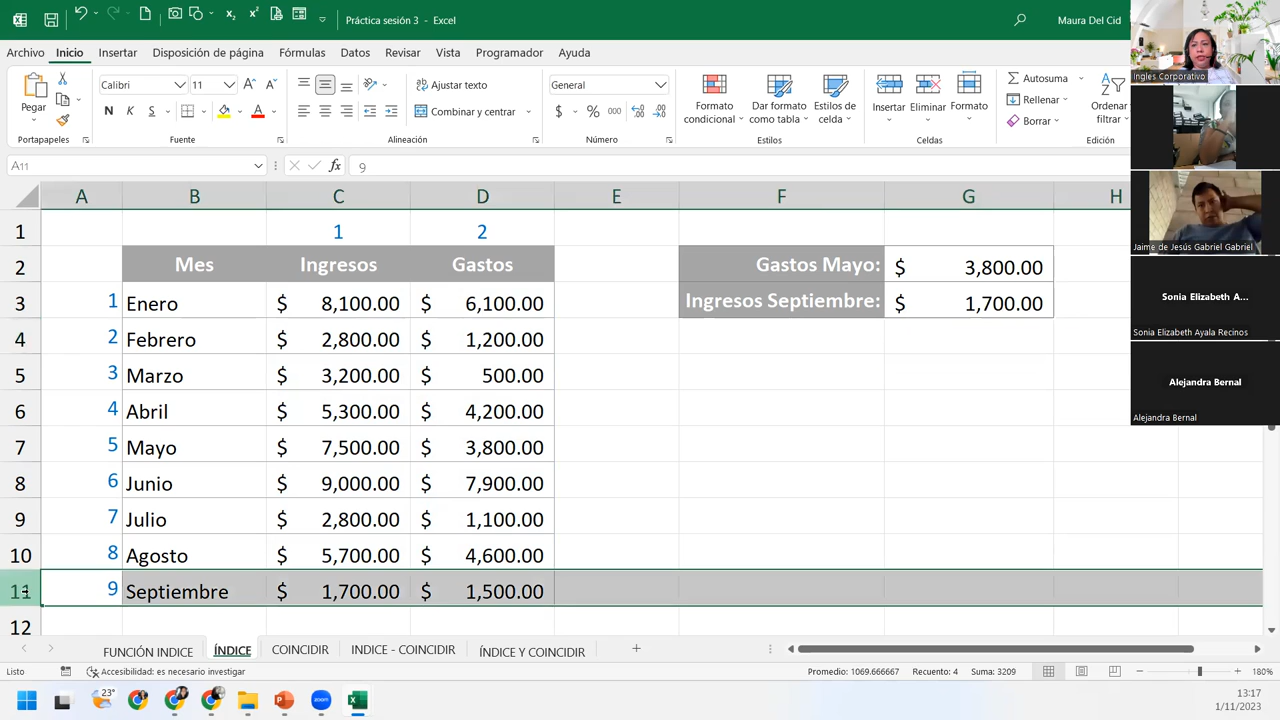 Práctica sesión 3 - Excel
Maura Del Cid
Archivo Inicio Insertar Disposición de página Fórmulas Datos Revisar Vista Programador Ayuda
Pegar
Calibri 11
N K S
Ajustar texto
Combinar y centrar
General
$ % 000
Formato condicional
Dar formato como tabla
Estilos de celda
Insertar
Eliminar
Formato
Autosuma
Rellenar
Borrar
Ordenar filtrar
Portapapeles Fuente Alineación Número Estilos Celdas Edición
A11 fx 9
A B C D E F G H
1 1 2
2 Mes Ingresos Gastos Gastos Mayo: $ 3,800.00
3 1 Enero $ 8,100.00 $ 6,100.00 Ingresos Septiembre: $ 1,700.00
4 2 Febrero $ 2,800.00 $ 1,200.00
5 3 Marzo $ 3,200.00 $ 500.00
6 4 Abril $ 5,300.00 $ 4,200.00
7 5 Mayo $ 7,500.00 $ 3,800.00
8 6 Junio $ 9,000.00 $ 7,900.00
9 7 Julio $ 2,800.00 $ 1,100.00
10 8 Agosto $ 5,700.00 $ 4,600.00
11 9 Septiembre $ 1,700.00 $ 1,500.00
12
Ingles Corporativo
Jaime de Jesús Gabriel Gabriel
Sonia Elizabeth A...
Sonia Elizabeth Ayala Recinos
Alejandra Bernal
Alejandra Bernal
FUNCIÓN INDICE ÍNDICE COINCIDIR INDICE - COINCIDIR ÍNDICE Y COINCIDIR
Listo Accesibilidad: es necesario investigar Promedio: 1069.666667 Recuento: 4 Suma: 3209 180%
23°
zoom
13:17
1/11/2023